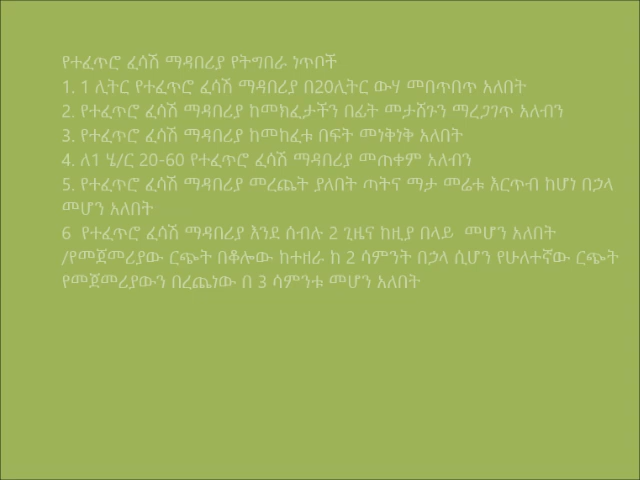 የተፈጥሮ ፈሳሽ ማዳበሪያ የትግበራ ነጥቦች
1. 1 ሊትር የተፈጥሮ ፈሳሽ ማዳበሪያ በ20ሊትር ውሃ መበጥበጥ አለበት
2. የተፈጥሮ ፈሳሽ ማዳበሪያ ከመክፈታችን በፊት መታሸጉን ማረጋገጥ አለብን
3. የተፈጥሮ ፈሳሽ ማዳበሪያ ከመከፈቱ በፍት መነቅነቅ አለበት
4. ለ1 ሄ/ር 20-60 የተፈጥሮ ፈሳሽ ማዳበሪያ መጠቀም አለብን
5. የተፈጥሮ ፈሳሽ ማዳበሪያ መረጨት ያለበት ጣትና ማታ መሬቱ እርጥብ ከሆነ በኃላ
መሆን አለበት
6  የተፈጥሮ ፈሳሽ ማዳበሪያ እንደ ሰብሉ 2 ጊዜና ከዚያ በላይ  መሆን አለበት
/የመጀመሪያው ርጭት በቆሎው ከተዘራ ከ 2 ሳምንት በኃላ ሲሆን የሁለተኛው ርጭት
የመጀመሪያውን በረጨነው በ 3 ሳምንቱ መሆን አለበት